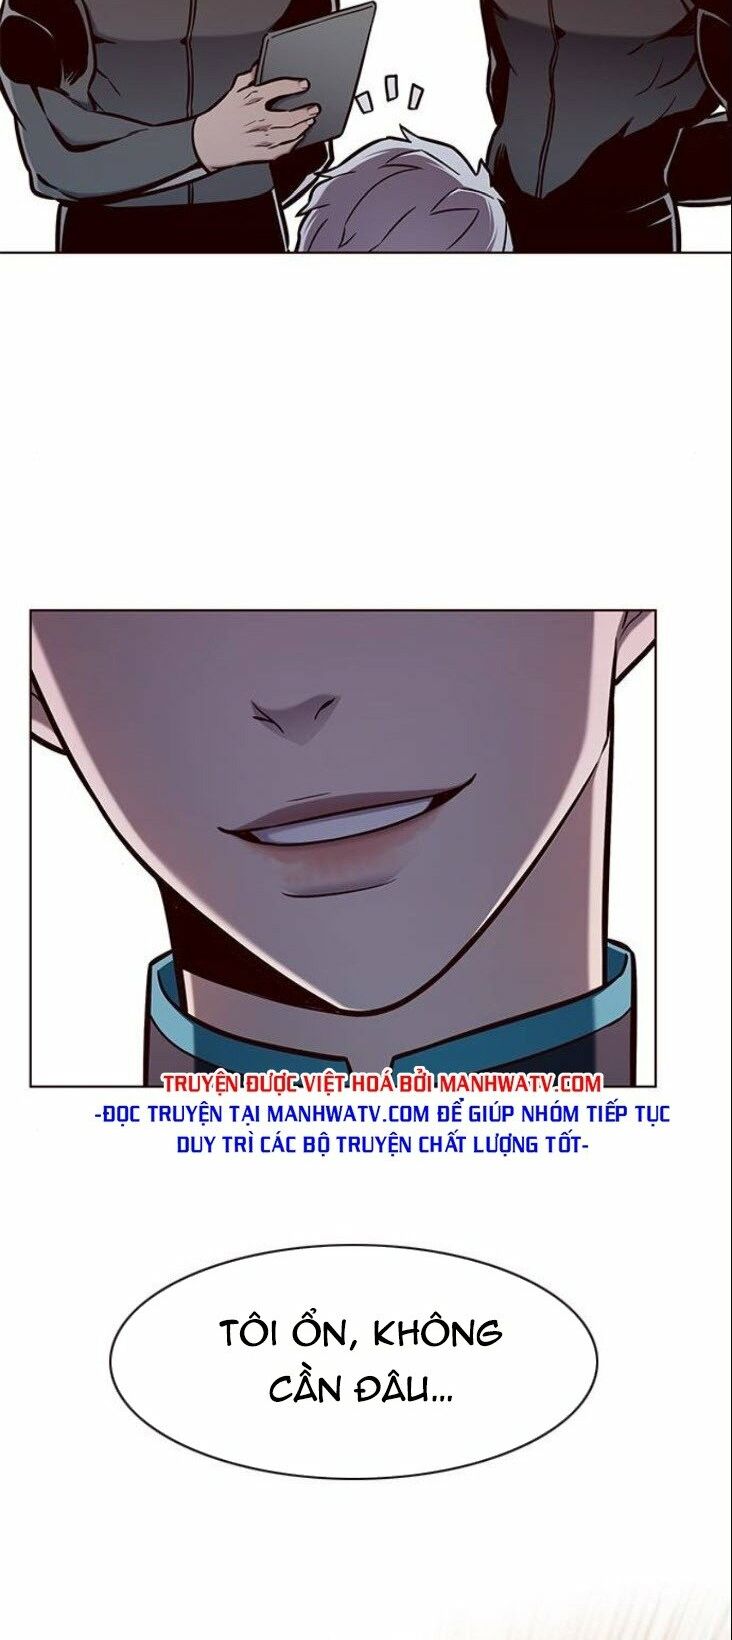 TRUYỆN ĐƯỢC VIỆT HOÁ BỞI MANHWATV.COM
-ĐỌC TRUYỆN TẠI MANHWATV.COM ĐỂ GIÚP NHÓM TIẾP TỤC
DUY TRÌ CÁC BỘ TRUYỆN CHẤT LƯỢNG TỐT-
TÔI ỔN, KHÔNG
CẦN ĐÂU...